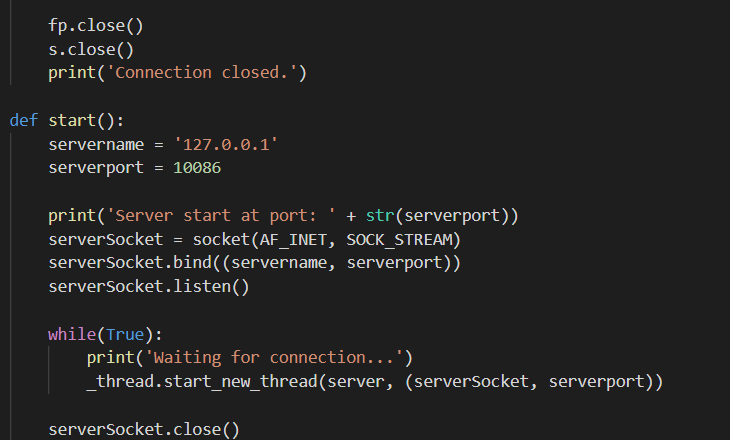 fp.close()
s.close()
print('Connection closed.')
def start():
servername = '127.0.0.1'
serverport = 10086
print('Server start at port: ' + str(serverport))
serverSocket = socket(AF_INET, SOCK_STREAM)
serverSocket.bind((servername, serverport))
serverSocket.listen()
while(True):
print('Waiting for connection...')
_thread.start_new_thread(server, (serverSocket, serverport))
serverSocket.close()